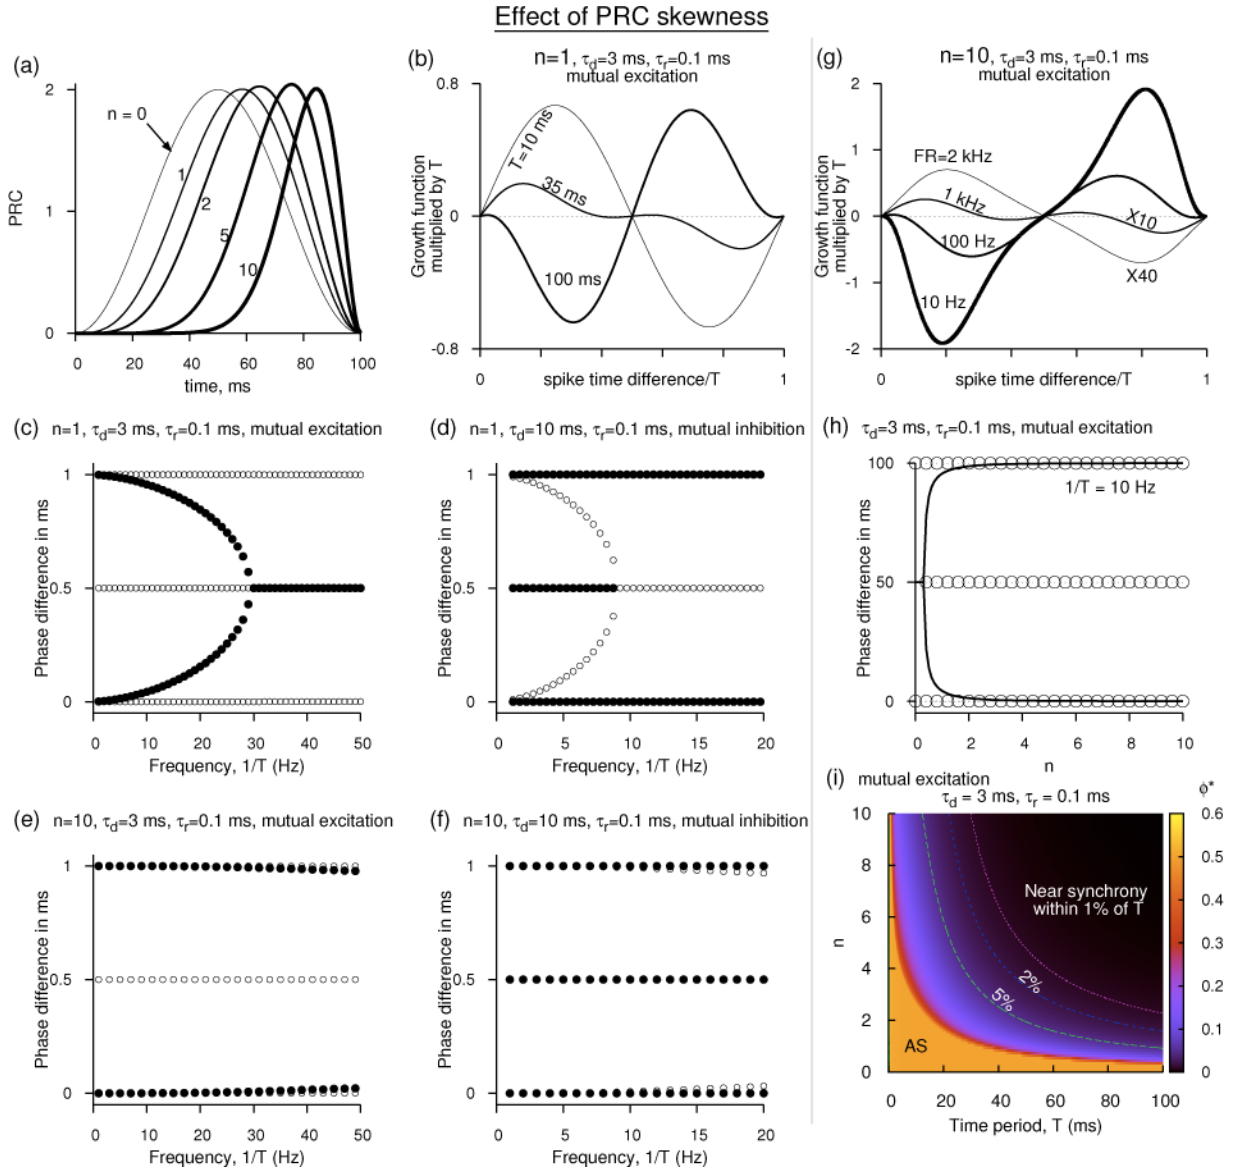 Effect of PRC skewness
(a)
PRC
2
1
0
n = 0
1
2
5
10
0 20 40 60 80 100
time, ms
(b)
n=1, τd=3 ms, τr=0.1 ms
mutual excitation
Growth function
multiplied by T
0.8
0
-0.8
T=10 ms
35 ms
100 ms
0 1
spike time difference/T
(g)
n=10, τd=3 ms, τr=0.1 ms
mutual excitation
Growth function
multiplied by T
2
1
0
-1
-2
FR=2 kHz
1 kHz
100 Hz
10 Hz
X10
X40
0 1
spike time difference/T
(c) n=1, τd=3 ms, τr=0.1 ms, mutual excitation
Phase difference in ms
1
0.5
0
0 10 20 30 40 50
Frequency, 1/T (Hz)
(d) n=1, τd=10 ms, τr=0.1 ms, mutual inhibition
Phase difference in ms
1
0.5
0
0 5 10 15 20
Frequency, 1/T (Hz)
(h) τd=3 ms, τr=0.1 ms, mutual excitation
Phase difference in ms
100
50
0
1/T = 10 Hz
0 2 4 6 8 10
n
(e) n=10, τd=3 ms, τr=0.1 ms, mutual excitation
Phase difference in ms
1
0.5
0
0 10 20 30 40 50
Frequency, 1/T (Hz)
(f) n=10, τd=10 ms, τr=0.1 ms, mutual inhibition
Phase difference in ms
1
0.5
0
0 5 10 15 20
Frequency, 1/T (Hz)
(i) mutual excitation
τd = 3 ms, τr = 0.1 ms
n
10
8
6
4
2
0
Near synchrony
within 1% of T
2%
5%
AS
0 20 40 60 80 100
Time period, T (ms)
ϕ*
0.6
0.5
0.4
0.3
0.2
0.1
0